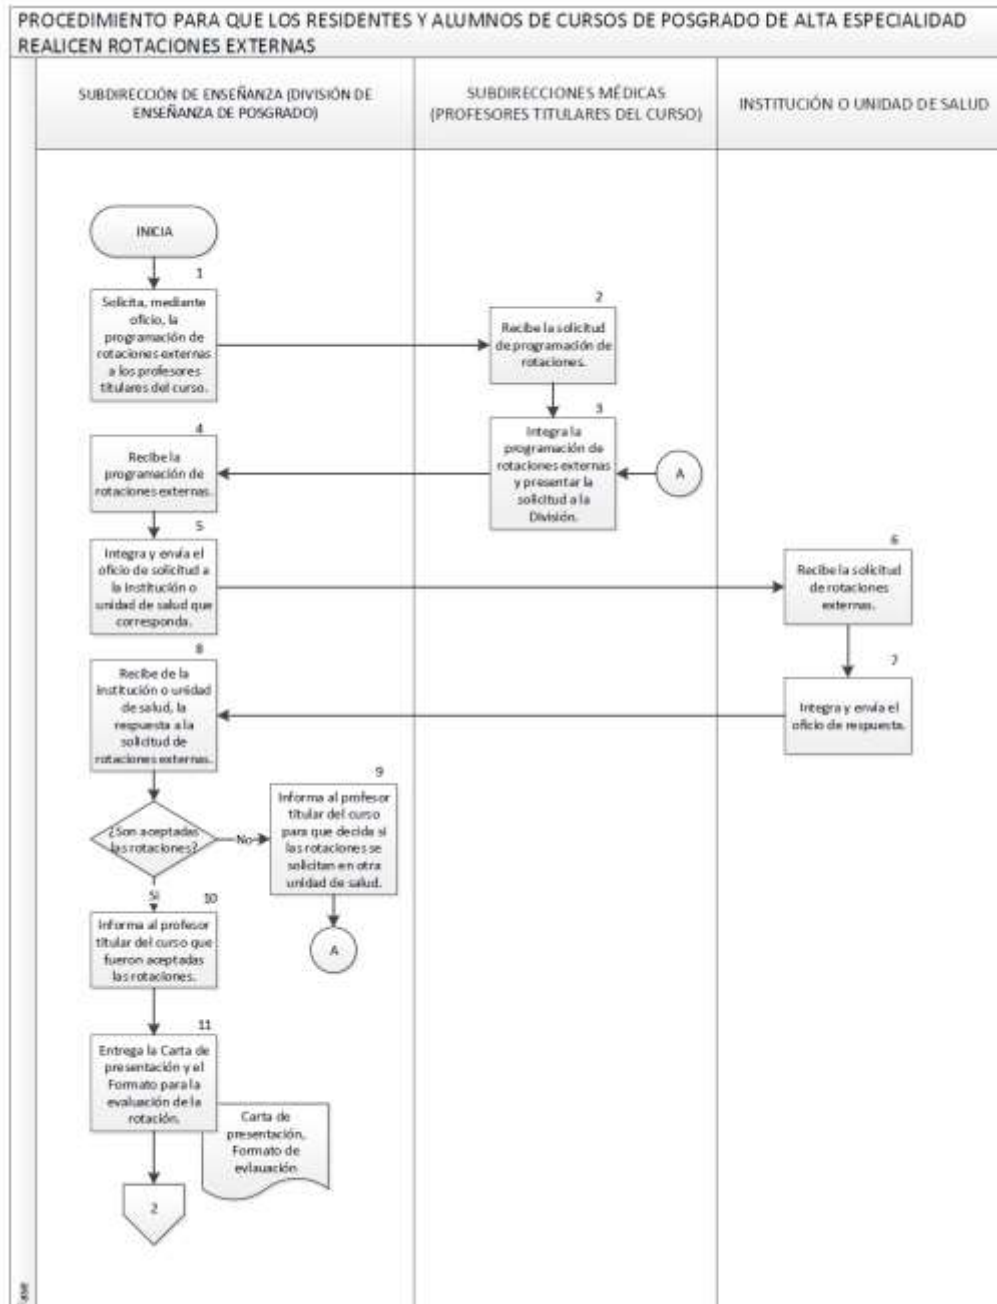 PROCEDIMIENTO PARA QUE LOS RESIDENTES Y ALUMNOS DE CURSOS DE POSGRADO DE ALTA ESPECIALIDAD
REALICEN ROTACIONES EXTERNAS
SUBDIRECCIÓN DE ENSEÑANZA (DIVISIÓN DE
ENSEÑANZA DE POSGRADO)
SUBDIRECCIONES MÉDICAS
(PROFESORES TITULARES DEL CURSO)
INSTITUCIÓN O UNIDAD DE SALUD
INICIA
1
Solicita, mediante
oficio, la
programación de
rotaciones externas
a los profesores
titulares del curso.
2
Recibe la solicitud
de programación de
rotaciones.
3
Integra la
programación de
rotaciones externas
y presentar la
solicitud a la
División.
A
4
Recibe la
programación de
rotaciones externas.
5
Integra y envía el
oficio de solicitud a
la institución o
unidad de salud que
corresponda.
6
Recibe la solicitud
de rotaciones
externas.
7
Integra y envía el
oficio de respuesta.
8
Recibe de la
institución o unidad
de salud, la
respuesta a la
solicitud de
rotaciones externas.
¿Son aceptadas
las rotaciones?
No
9
Informa al profesor
titular del curso
para que decida si
las rotaciones se
solicitan en otra
unidad de salud.
A
Si
10
Informa al profesor
titular del curso que
fueron aceptadas
las rotaciones.
11
Entrega la Carta de
presentación y el
Formato para la
evaluación de la
rotación.
Carta de
presentación,
Formato de
evlauación
2
ase